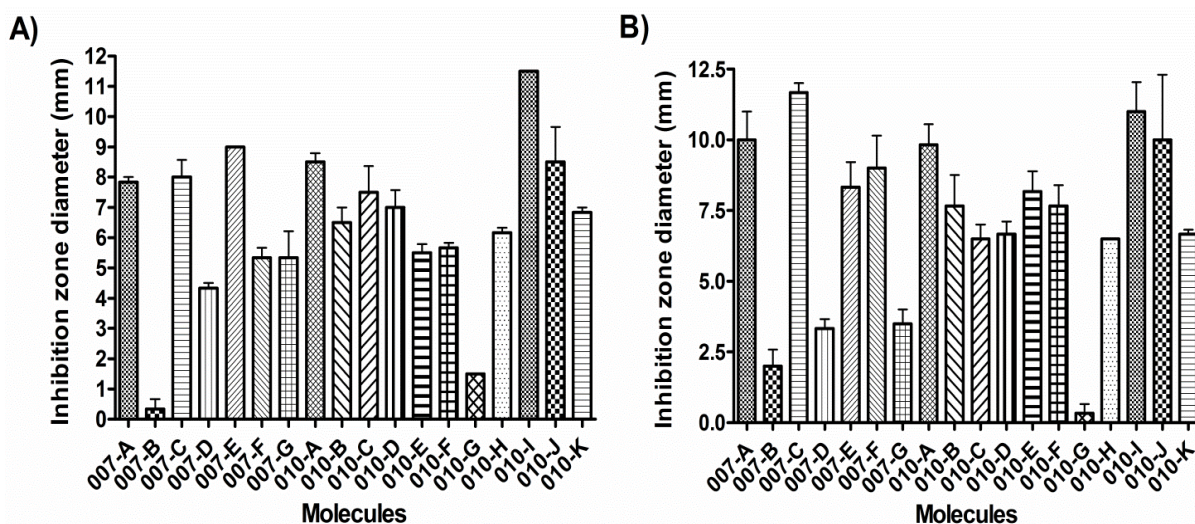 A)
Inhibition zone diameter (mm)
12
11
10
9
8
7
6
5
4
3
2
1
0
007-A
007-B
007-C
007-D
007-E
007-F
007-G
010-A
010-B
010-C
010-D
010-E
010-F
010-G
010-H
010-I
010-J
010-K
Molecules
B)
Inhibition zone diameter (mm)
12.5
10.0
7.5
5.0
2.5
0.0
007-A
007-B
007-C
007-D
007-E
007-F
007-G
010-A
010-B
010-C
010-D
010-E
010-F
010-G
010-H
010-I
010-J
010-K
Molecules